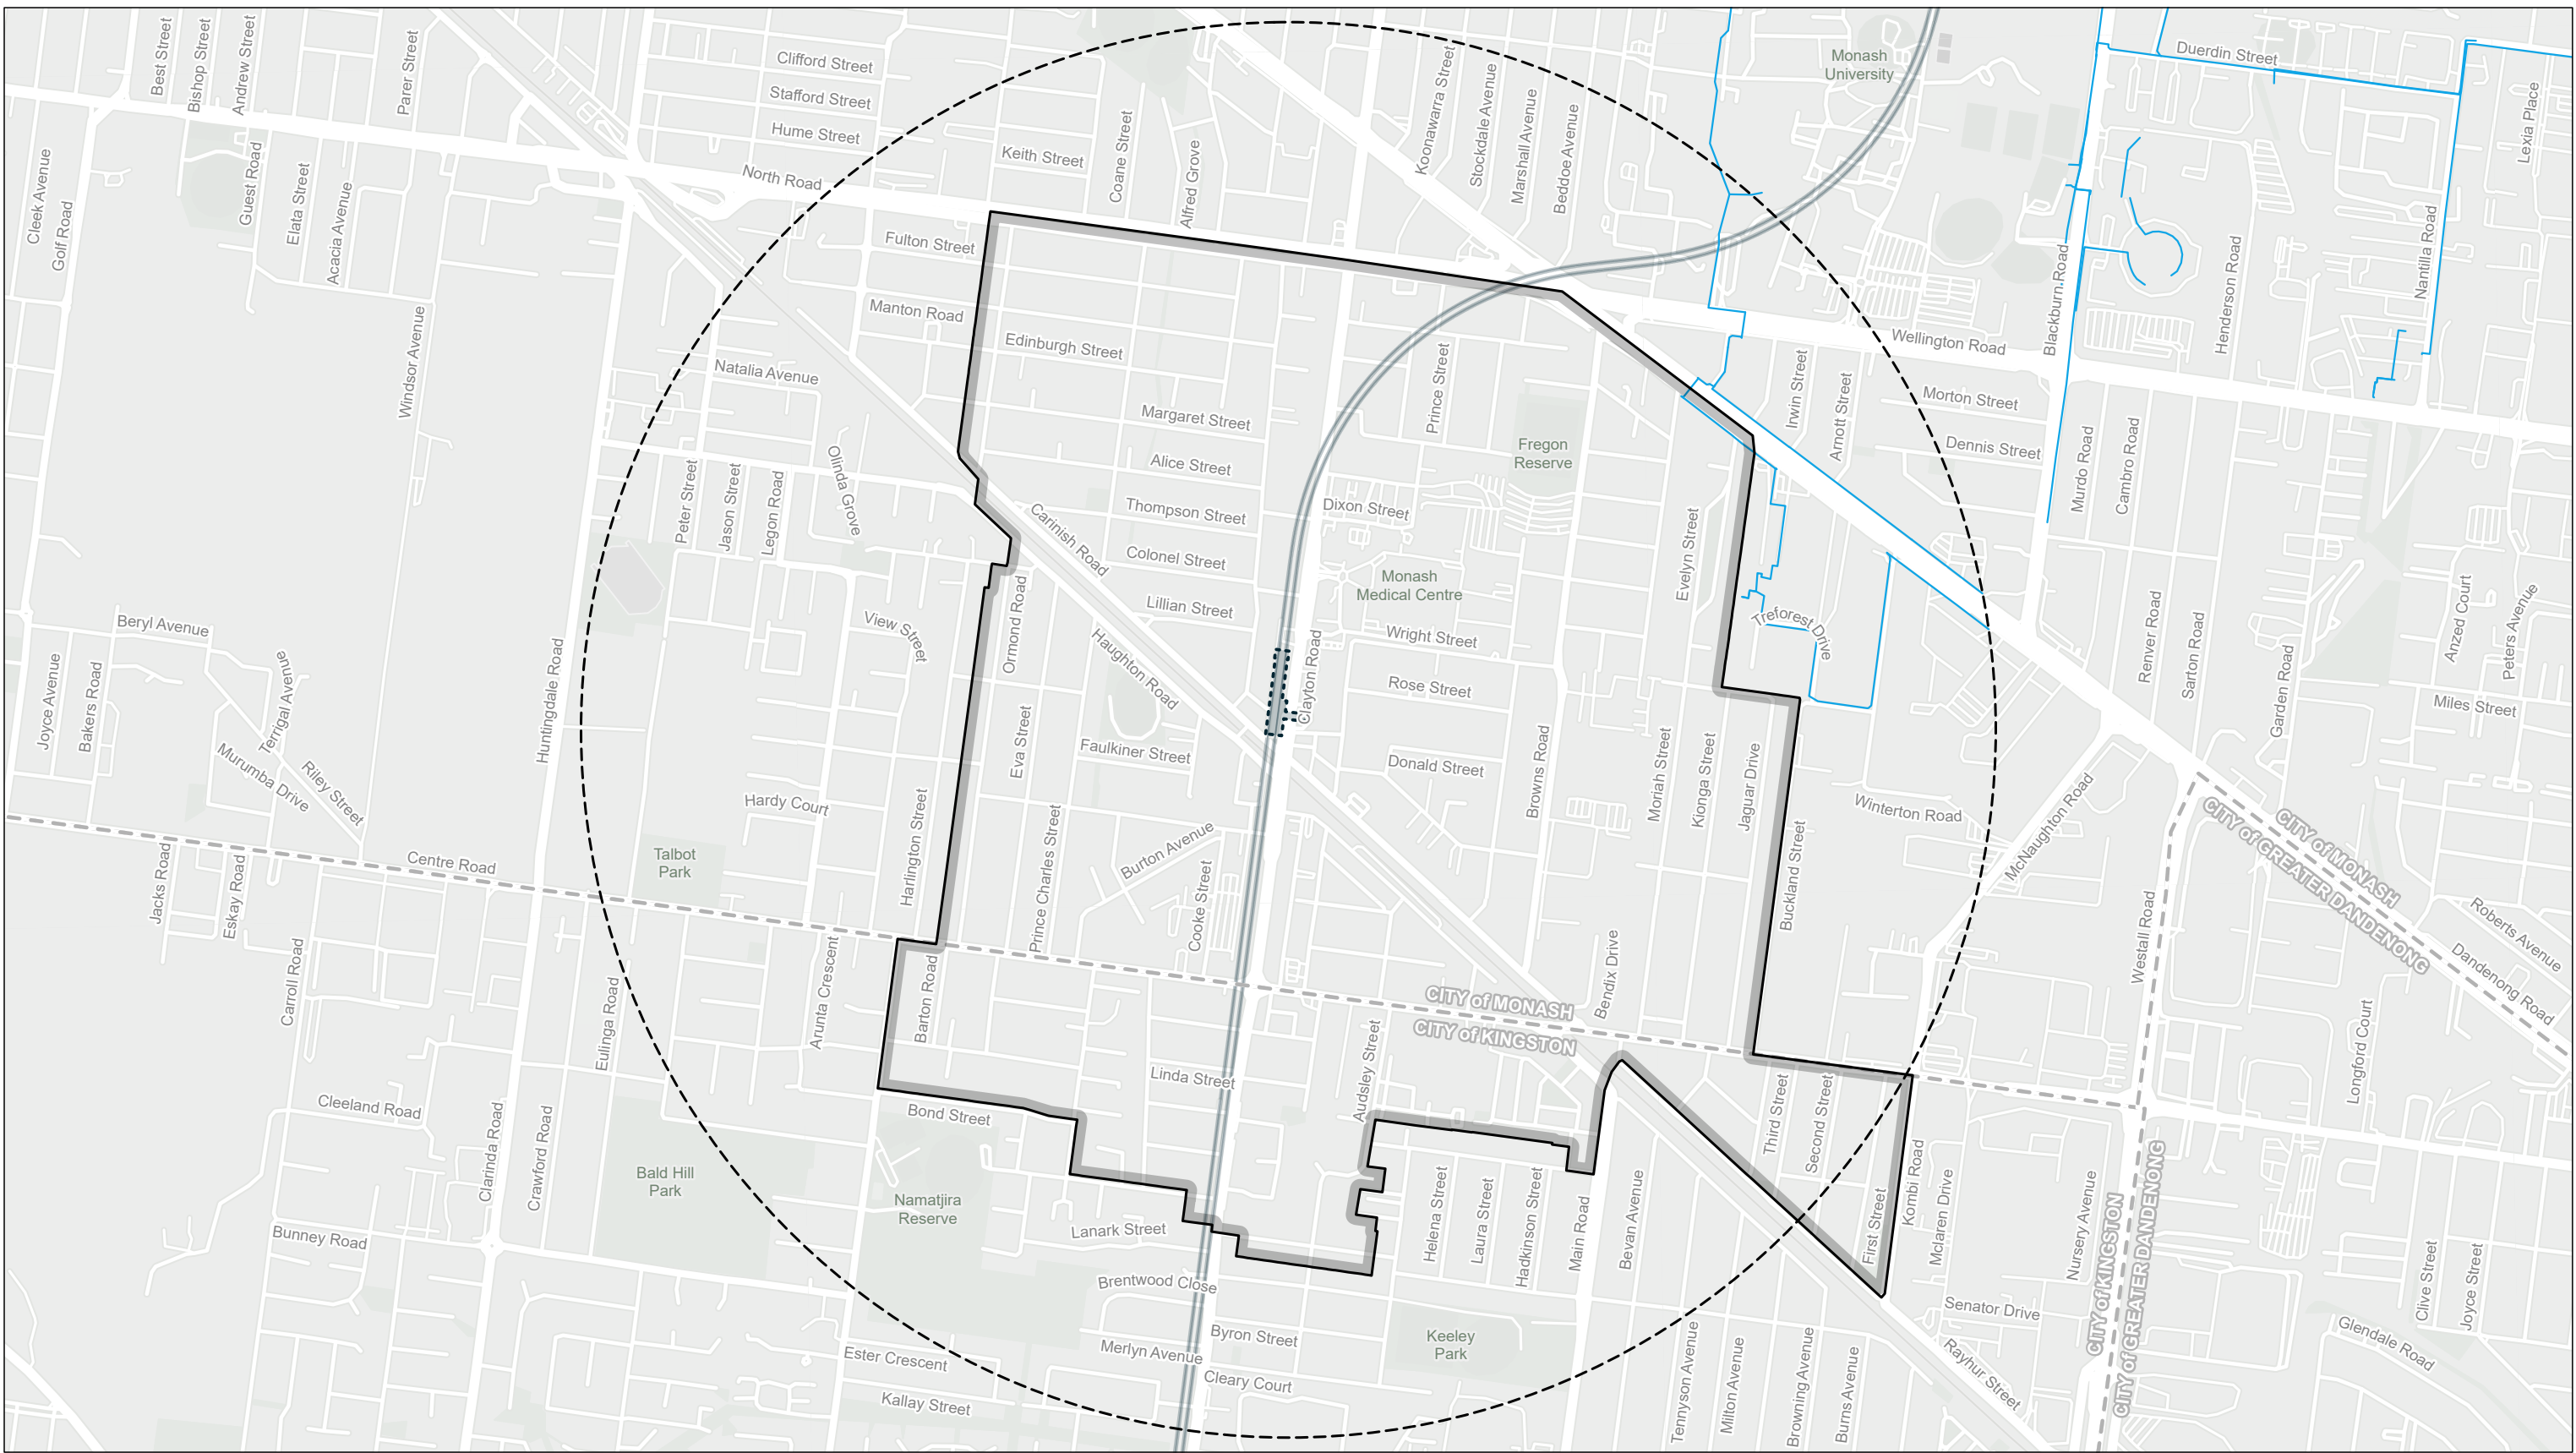 Best Street
Bishop Street
Andrew Street
Parer Street
Clifford Street
Stafford Street
Hume Street
Keith Street
North Road
Coane Street
Alfred Grove
Koonawarra Street
Stockdale Avenue
Marshall Avenue
Beddoe Avenue
Monash
University
Duerdin Street
Lexia Place
Cleek Avenue
Golf Road
Guest Road
Elata Street
Acacia Avenue
Windsor Avenue
Fulton Street
Manton Road
Natalia Avenue
Edinburgh Street
Margaret Street
Alice Street
Thompson Street
Colonel Street
Lillian Street
Carinish Road
Haughton Road
Prince Street
Fregon
Reserve
Dixon Street
Monash
Medical Centre
Wright Street
Rose Street
Donald Street
Clayton Road
Browns Road
Evelyn Street
Irwin Street
Arnott Street
Wellington Road
Morton Street
Dennis Street
Blackburn Road
Henderson Road
Nantilla Road
Murdo Road
Cambro Road
Treforest Drive
Renver Road
Sarton Road
Garden Road
Anzed Court
Peters Avenue
Miles Street
Peter Street
Jason Street
Legon Road
Olinda Grove
View Street
Ormond Road
Huntingdale Road
Beryl Avenue
Joyce Avenue
Bakers Road
Terrigal Avenue
Murumba Drive
Riley Street
Eva Street
Faulkiner Street
Hardy Court
Harlington Street
Prince Charles Street
Burton Avenue
Cooke Street
Talbot
Park
Centre Road
Jacks Road
Eskay Road
Carroll Road
Eulinga Road
Arunta Crescent
Barton Road
Moriah Street
Kionga Street
Jaguar Drive
Buckland Street
Winterton Road
McNaughton Road
Westall Road
CITY of MONASH
CITY of GREATER DANDENONG
Roberts Avenue
Dandenong Road
Longford Court
CITY of MONASH
CITY of KINGSTON
Bendix Drive
Audsley Street
Linda Street
Bond Street
Cleeland Road
Clarinda Road
Crawford Road
Bald Hill
Park
Namatjira
Reserve
Bunney Road
Lanark Street
Brentwood Close
Byron Street
Merlyn Avenue
Cleary Court
Ester Crescent
Kallay Street
Helena Street
Laura Street
Hadkinson Street
Main Road
Bevan Avenue
Keeley
Park
Third Street
Second Street
First Street
Kombi Road
Mclaren Drive
Nursery Avenue
CITY of KINGSTON
CITY of GREATER DANDENONG
Senator Drive
Rayhur Street
Tennyson Avenue
Milton Avenue
Browning Avenue
Burns Avenue
Clive Street
Joyce Street
Glendale Road